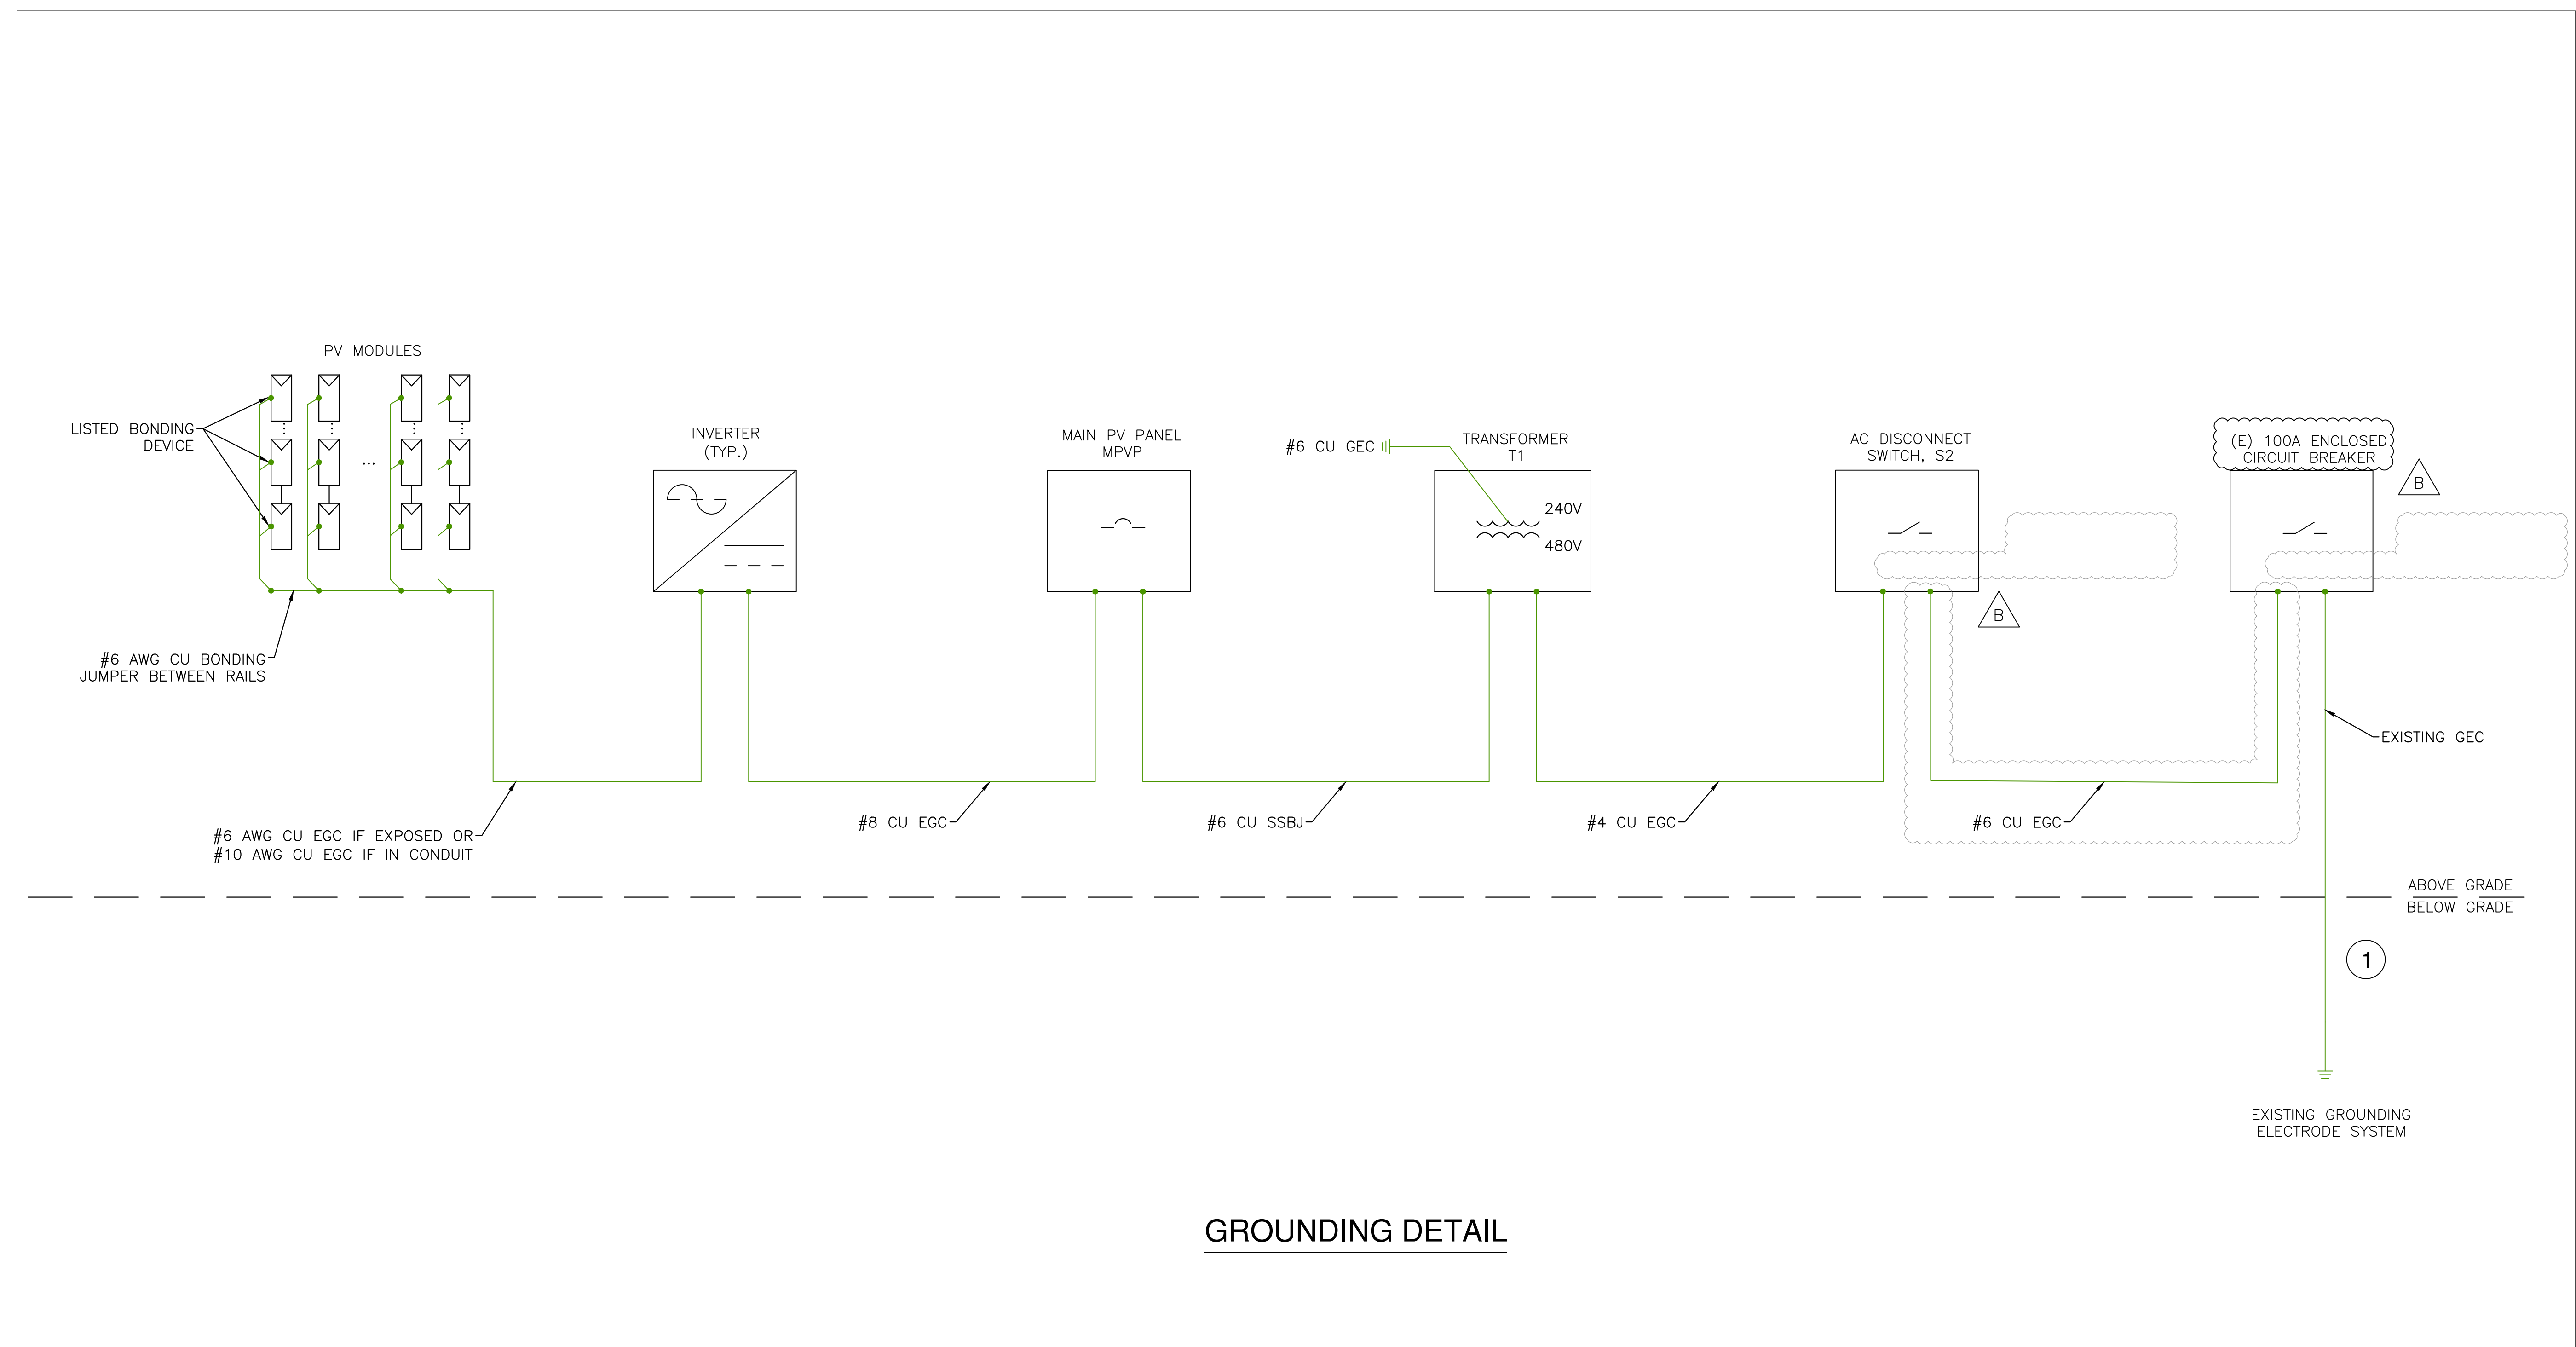 PV MODULES
LISTED BONDING
DEVICE
...
INVERTER
(TYP.)
MAIN PV PANEL
MPVP
#6 CU GEC
TRANSFORMER
T1
240V
480V
AC DISCONNECT
SWITCH, S2
B
(E) 100A ENCLOSED
CIRCUIT BREAKER
B
#6 AWG CU BONDING
JUMPER BETWEEN RAILS
#6 AWG CU EGC IF EXPOSED OR
#10 AWG CU EGC IF IN CONDUIT
#8 CU EGC
#6 CU SSBJ
#4 CU EGC
#6 CU EGC
EXISTING GEC
ABOVE GRADE
BELOW GRADE
1
EXISTING GROUNDING
ELECTRODE SYSTEM
GROUNDING DETAIL